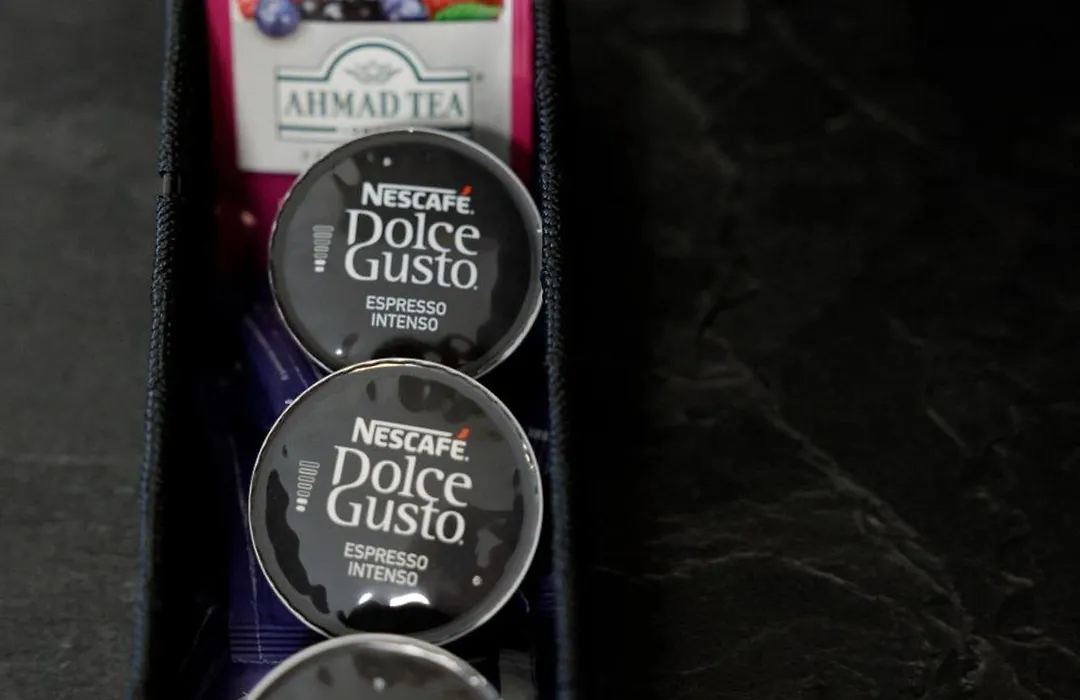 AHMAD TEA
NESCAFÉ.
Dolce
Gusto.
ESPRESSO
INTENSO
NESCAFÉ.
Dolce
Gusto.
ESPRESSO
INTENSO